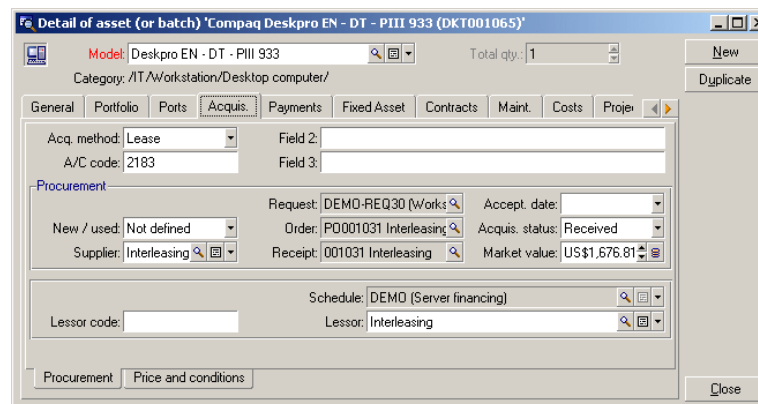 Detail of asset (or batch) 'Compaq Deskpro EN - DT - PIII 933 (DKT001065)'
Model: Deskpro EN - DT - PIII 933 Total qty.: 1 New
Category: /IT/Workstation/Desktop computer/ Duplicate
General Portfolio Ports Acquis. Payments Fixed Asset Contracts Maint. Costs Proje
Acq. method: Lease Field 2:
A/C code: 2183 Field 3:
Procurement
Request: DEMO-REQ30 (Works Accept. date:
New / used: Not defined Order: PO001031 Interleasing Acquis. status: Received
Supplier: Interleasing Receipt: 001031 Interleasing Market value: US$1,676.81
Schedule: DEMO (Server financing)
Lessor code: Lessor: Interleasing
Procurement Price and conditions
Close